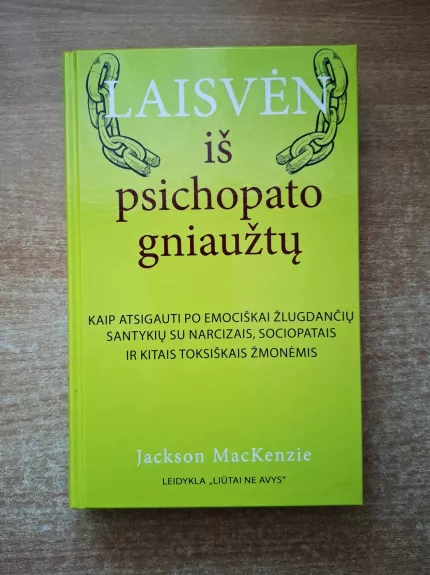 LAISVĖN
iš
psichopato
gniaužtų
KAIP ATSIGAUTI PO EMOCIŠKAI ŽLUGDANČIŲ
SANTYKIŲ SU NARCIZAIS, SOCIOPATAIS
IR KITAIS TOKSIŠKAIS ŽMONĖMIS
Jackson MacKenzie
LEIDYKLA „LIŪTAI NE AVYS“